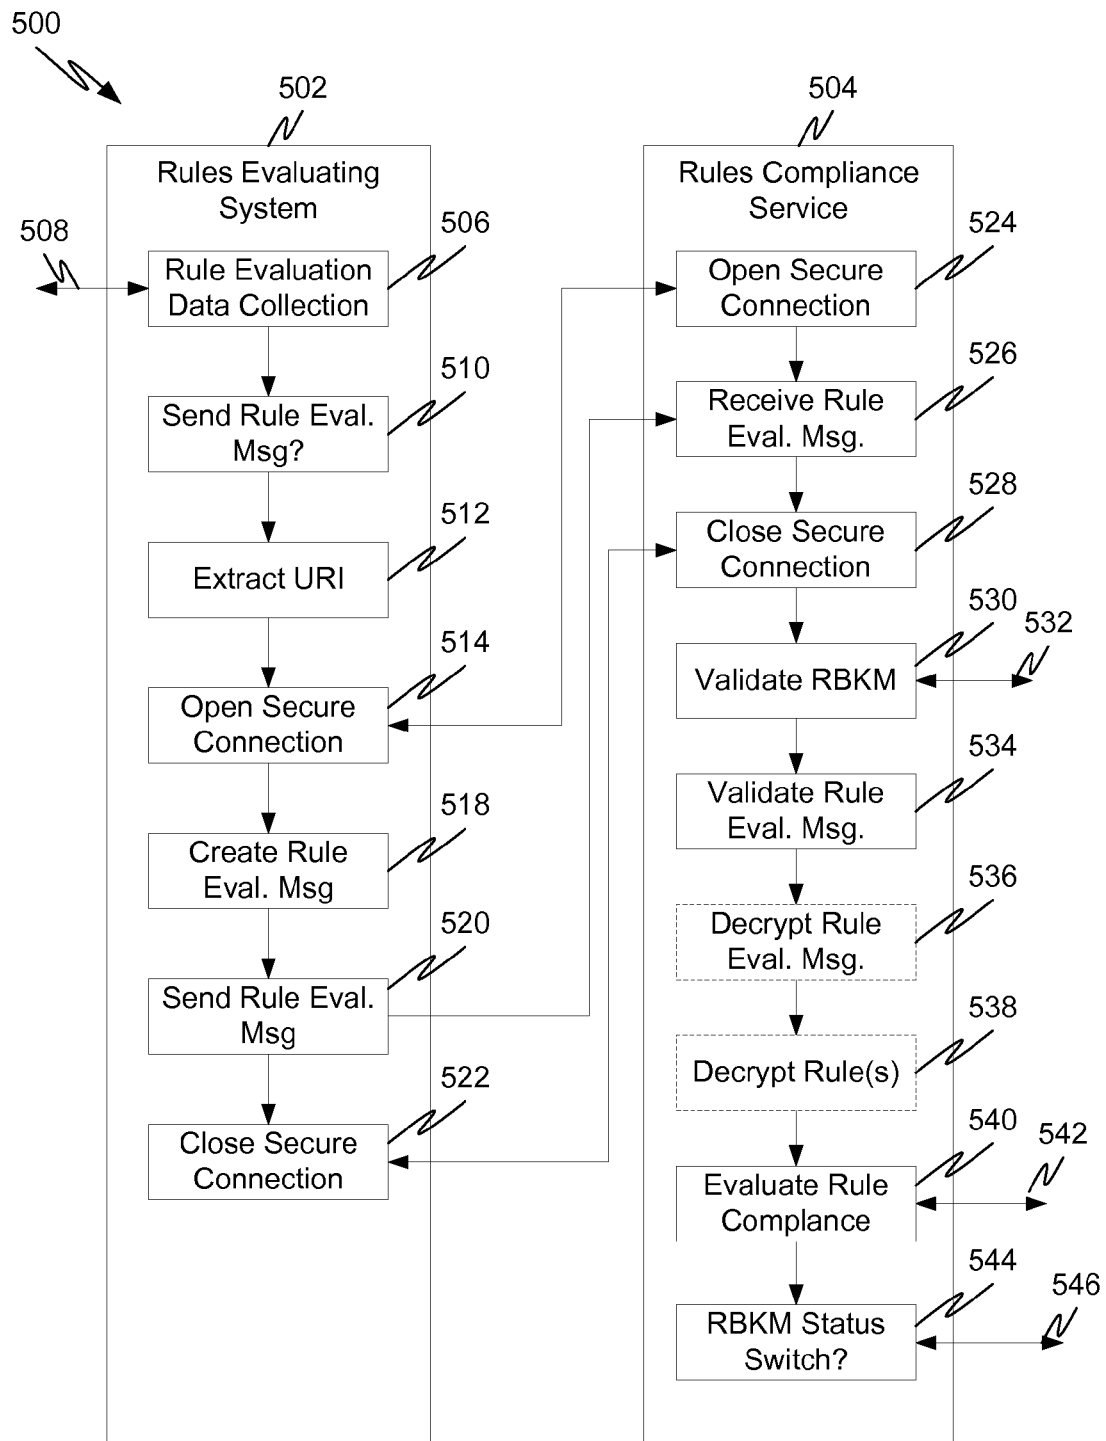 500
502
504
Rules Evaluating
System
Rules Compliance
Service
506
508
Rule Evaluation
Data Collection
510
Send Rule Eval.
Msg?
512
Extract URI
514
Open Secure
Connection
518
Create Rule
Eval. Msg
520
Send Rule Eval.
Msg
522
Close Secure
Connection
524
Open Secure
Connection
526
Receive Rule
Eval. Msg.
528
Close Secure
Connection
530
532
Validate RBKM
534
Validate Rule
Eval. Msg.
536
Decrypt Rule
Eval. Msg.
538
Decrypt Rule(s)
540
542
Evaluate Rule
Complance
544
546
RBKM Status
Switch?